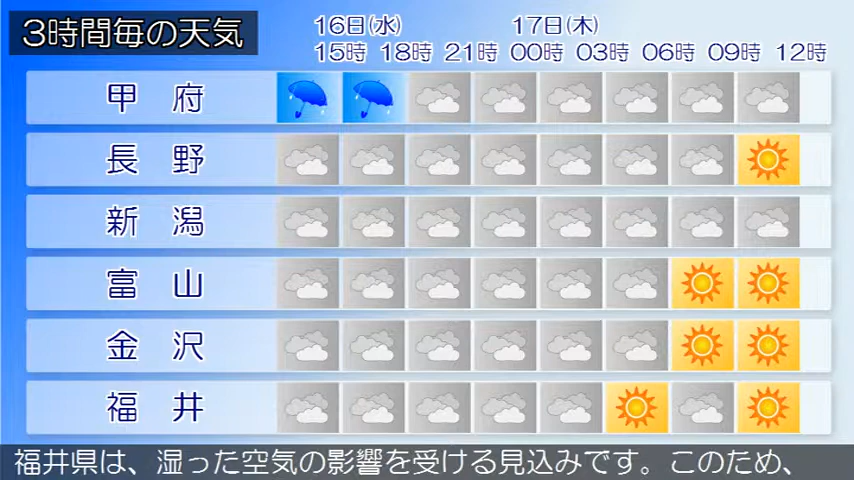 3時間毎の天気
16日(水) 17日(木)
15時 18時 21時 00時 03時 06時 09時 12時
甲府
長野
新潟
富山
金沢
福井
福井県は、湿った空気の影響を受ける見込みです。このため、